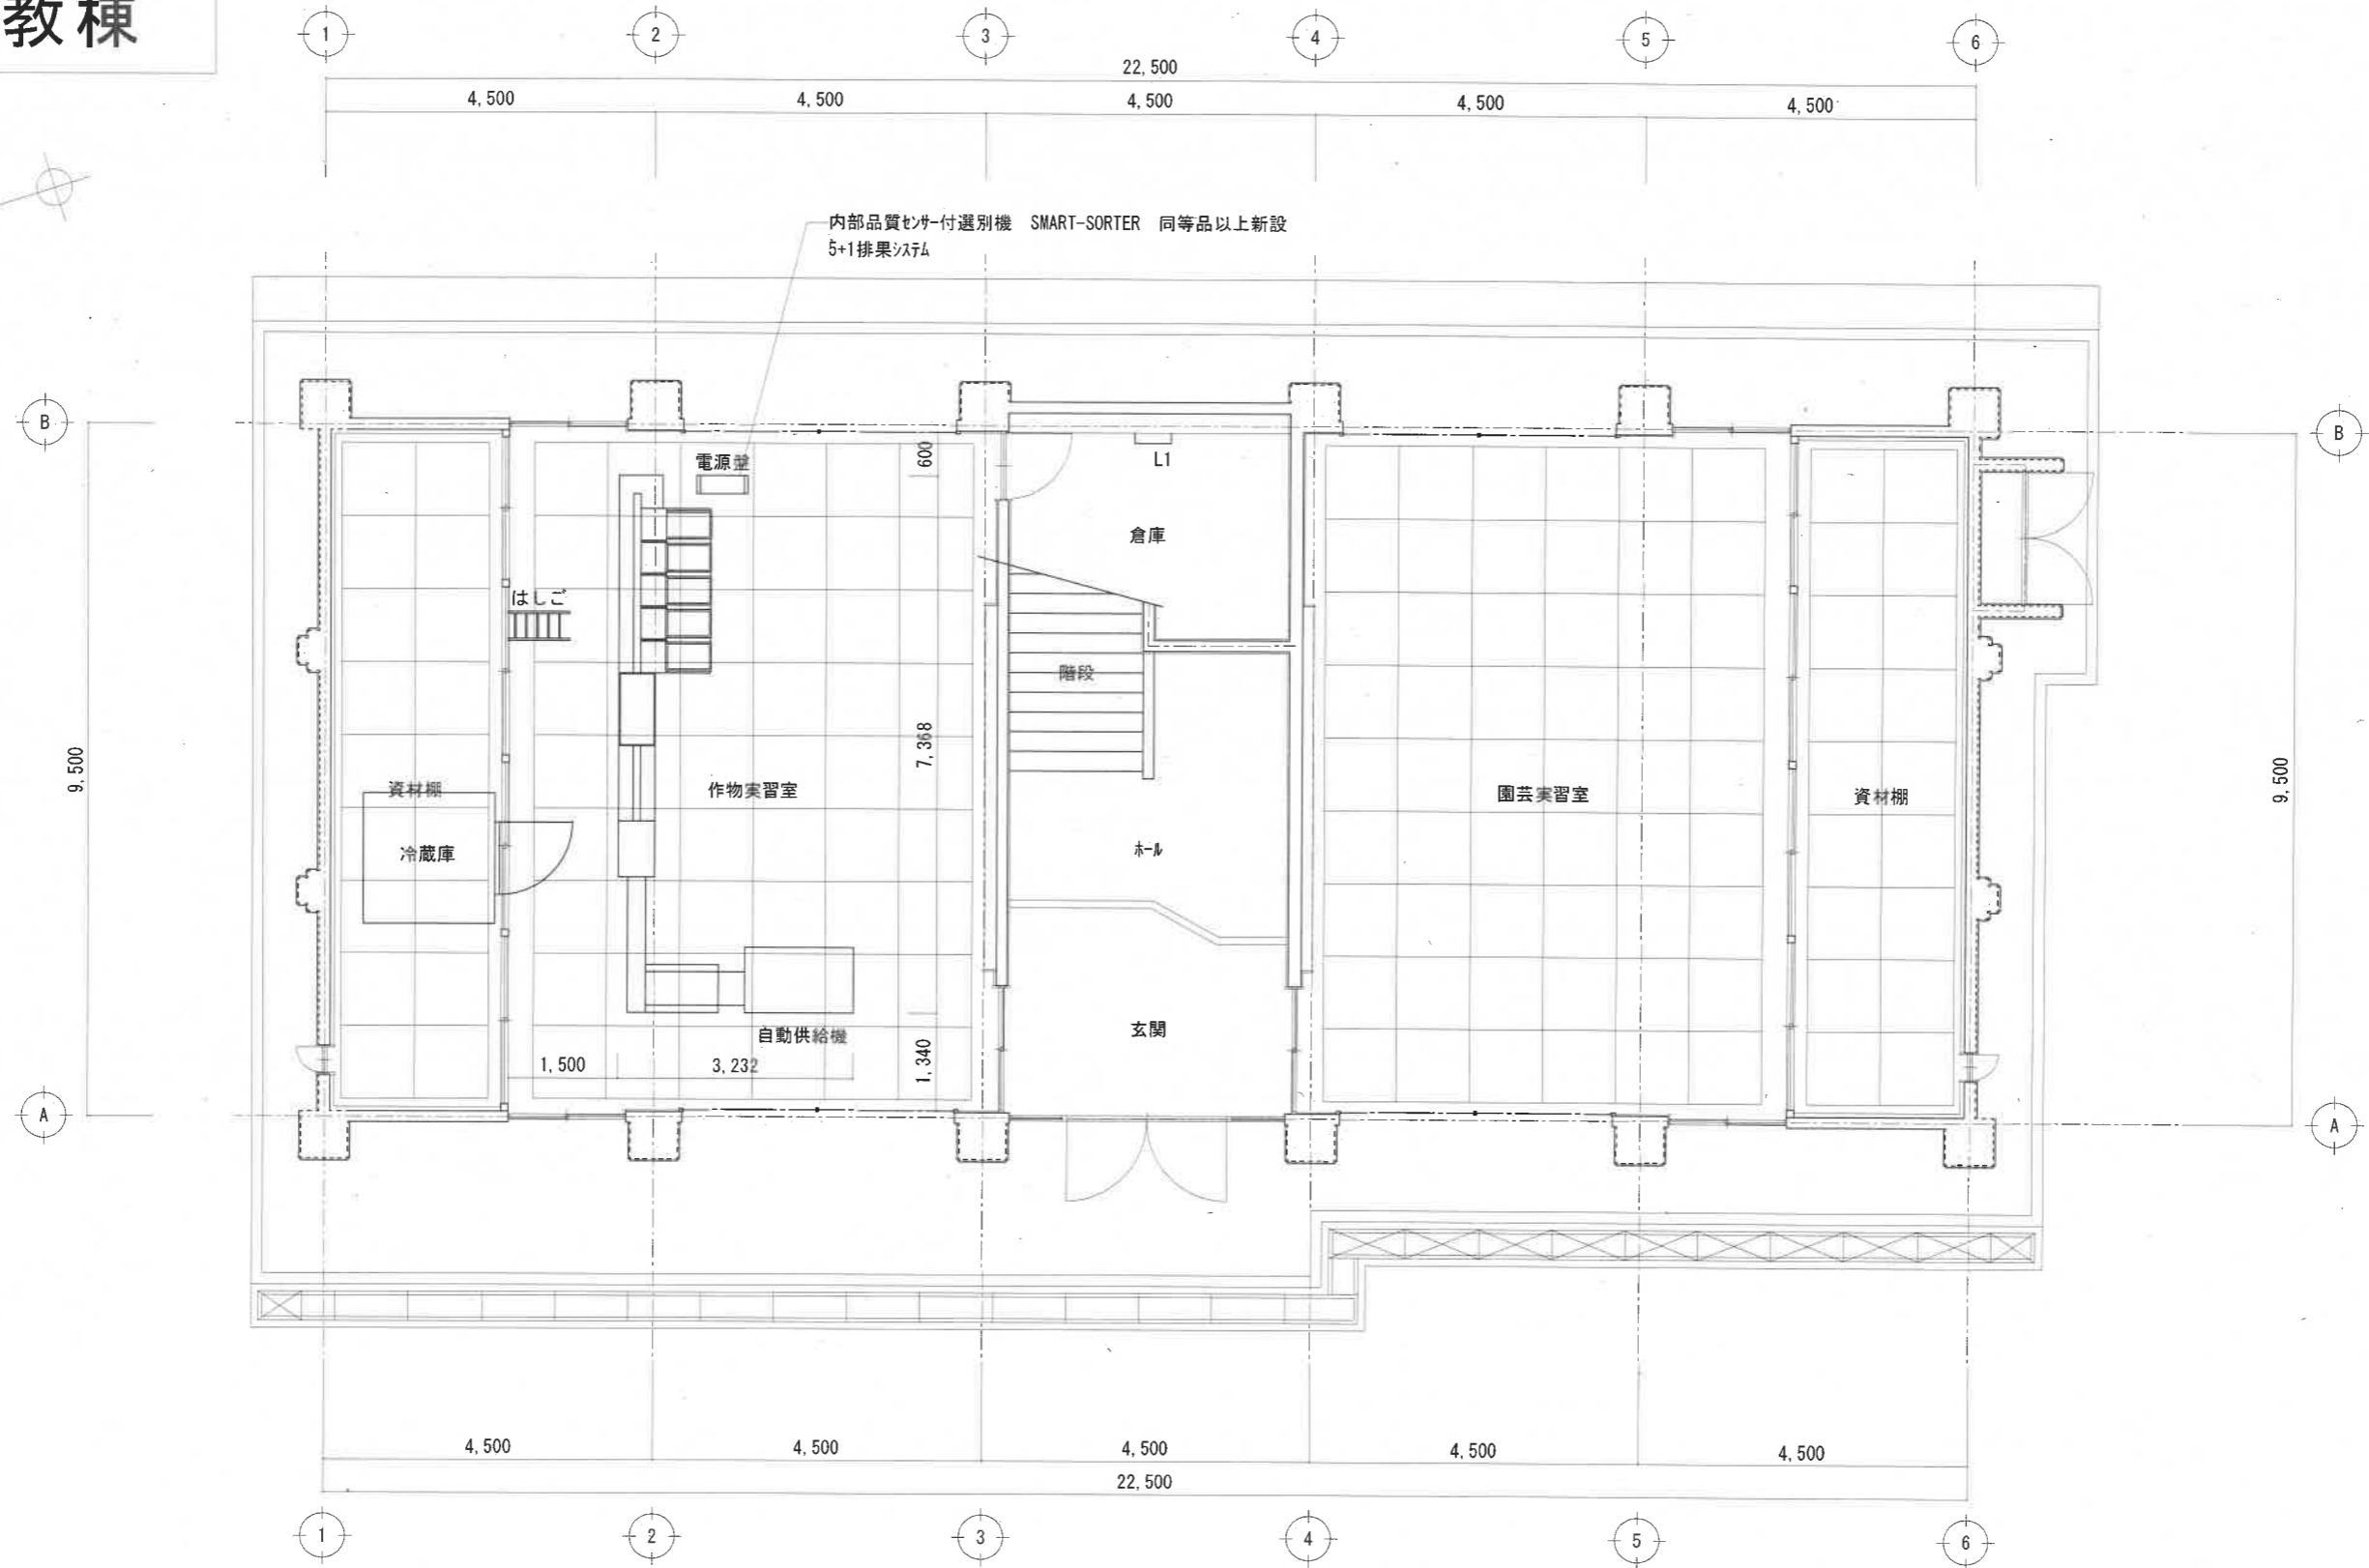 教棟
1
2
3
4
5
6
22,500
4,500
4,500
4,500
4,500
4,500
内部品質ｾﾝｻｰ付選別機　SMART-SORTER　同等品以上新設
5+1排果ｼｽﾃﾑ
B
B
電源盤
600
L1
倉庫
はしご
階段
7,368
9,500
資材棚
作物実習室
園芸実習室
資材棚
9,500
冷蔵庫
ﾎｰﾙ
自動供給機
玄関
1,500
3,232
1,340
A
A
4,500
4,500
4,500
4,500
4,500
22,500
1
2
3
4
5
6